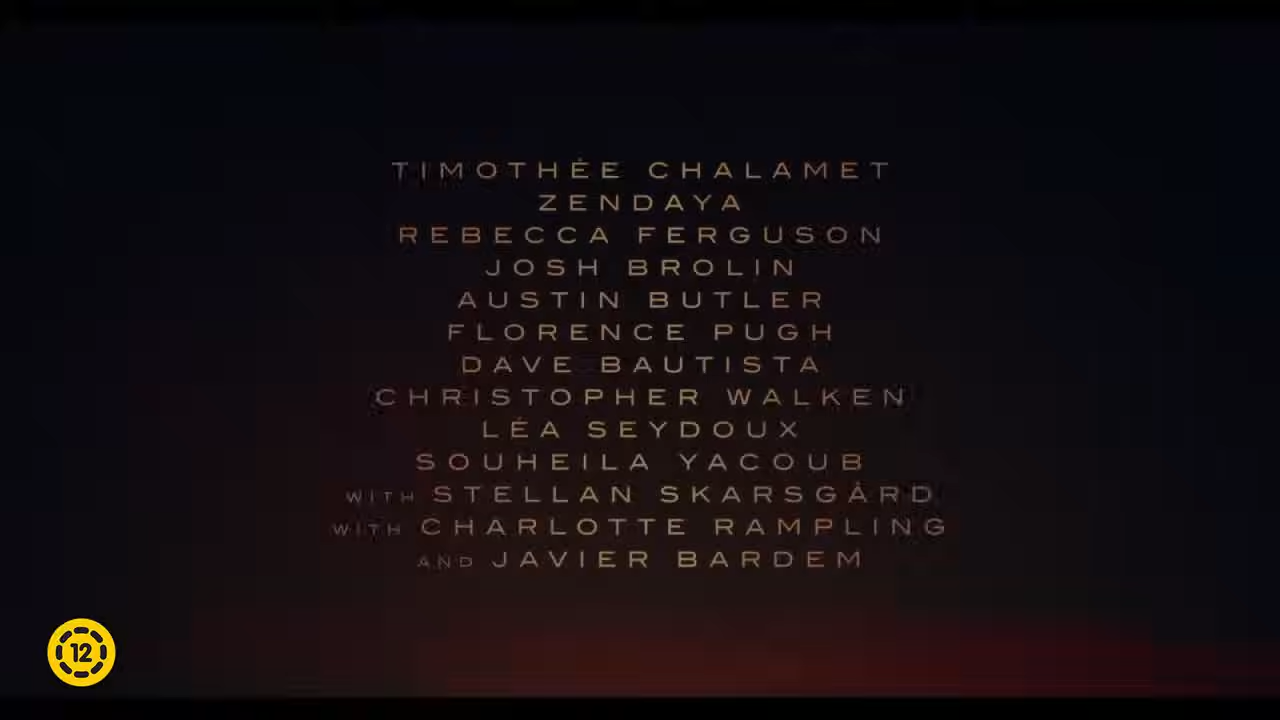 TIMOTHÉE CHALAMET
ZENDAYA
REBECCA FERGUSON
JOSH BROLIN
AUSTIN BUTLER
FLORENCE PUGH
DAVE BAUTISTA
CHRISTOPHER WALKEN
LÉA SEYDOUX
SOUHEILA YACOUB
WITH STELLAN SKARSGÅRD
WITH CHARLOTTE RAMPLING
AND JAVIER BARDEM
12